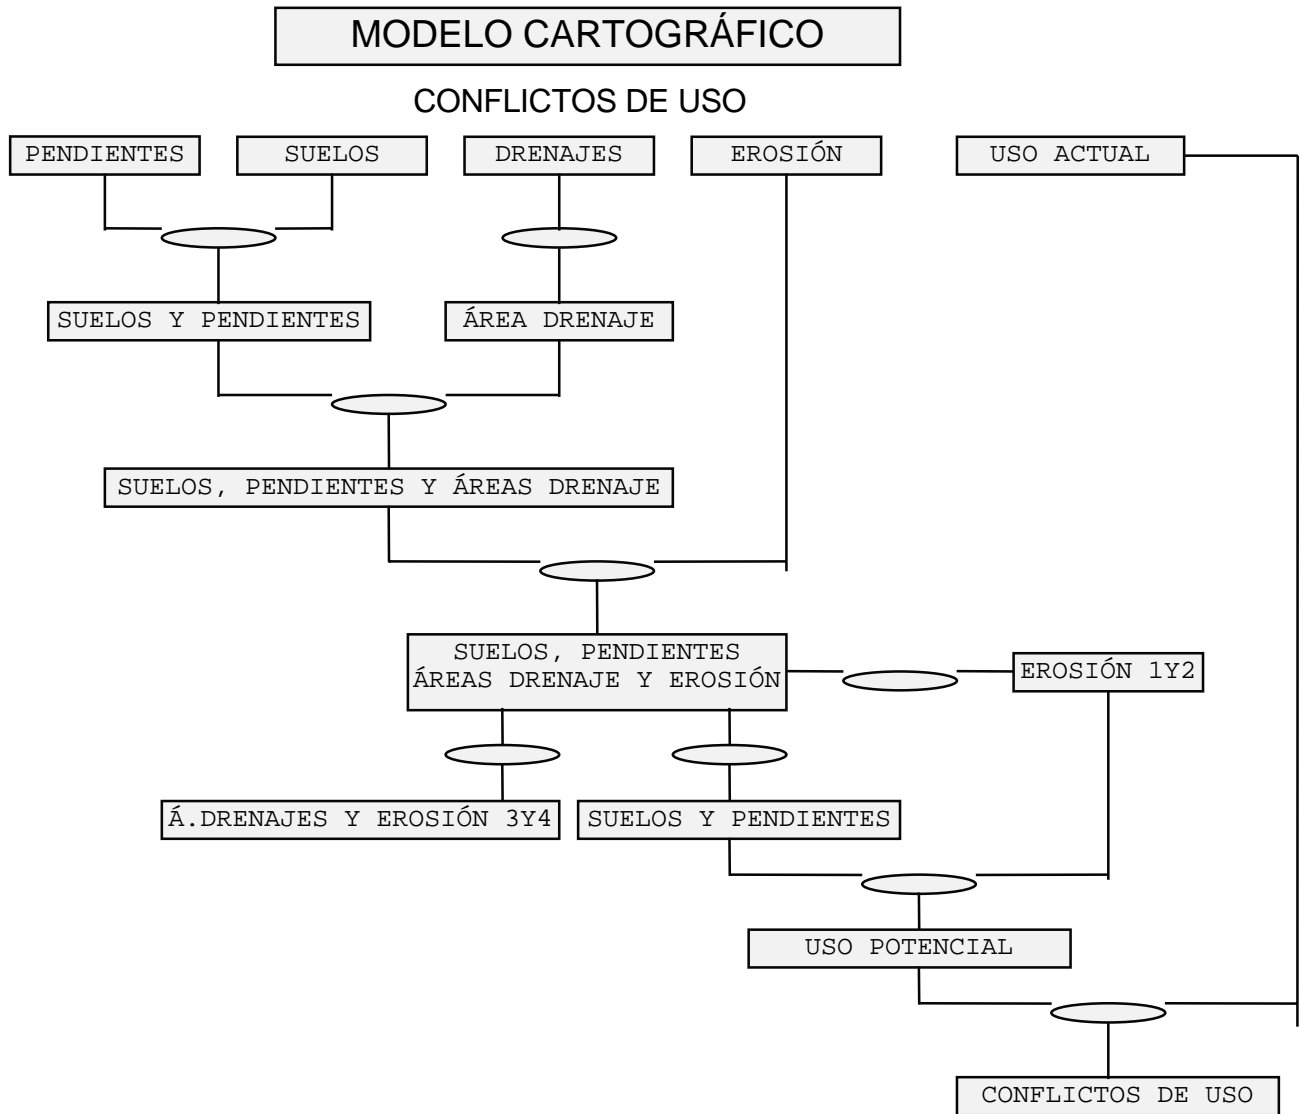 MODELO CARTOGRÁFICO
CONFLICTOS DE USO
PENDIENTES
SUELOS
DRENAJES
EROSIÓN
USO ACTUAL
SUELOS Y PENDIENTES
ÁREA DRENAJE
SUELOS, PENDIENTES Y ÁREAS DRENAJE
SUELOS, PENDIENTES
ÁREAS DRENAJE Y EROSIÓN
EROSIÓN 1Y2
Á.DRENAJES Y EROSIÓN 3Y4
SUELOS Y PENDIENTES
USO POTENCIAL
CONFLICTOS DE USO